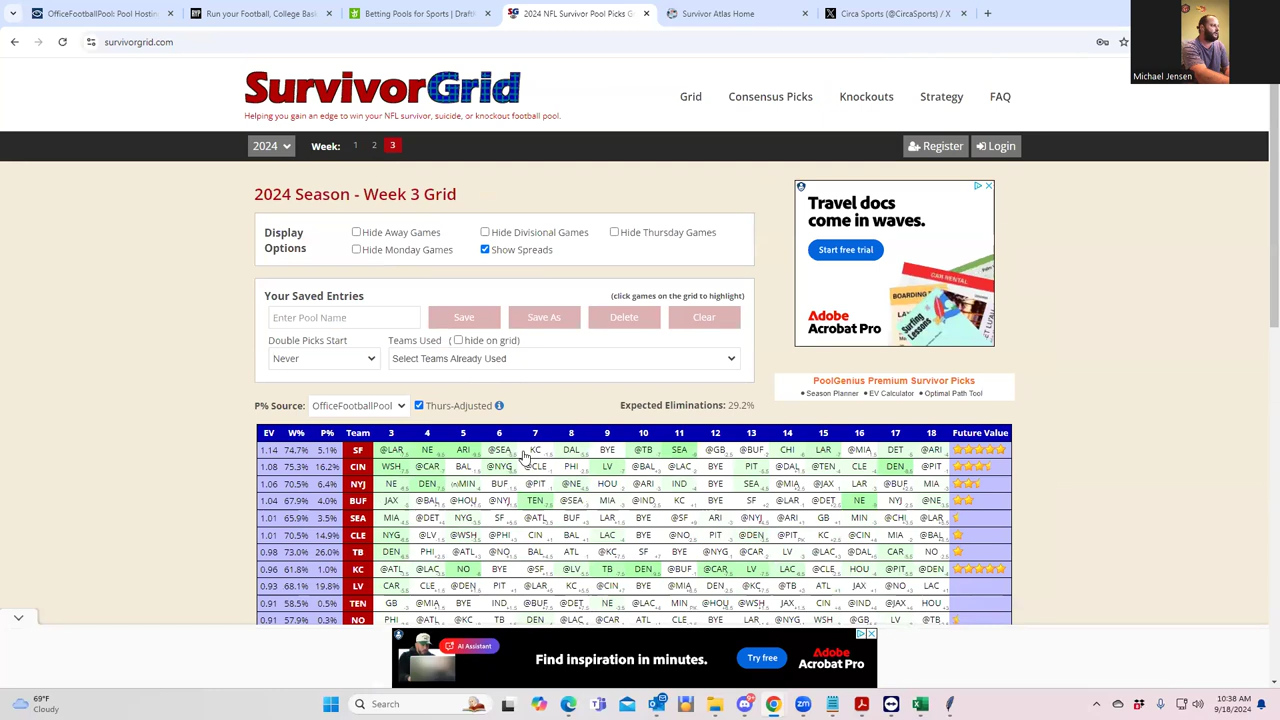 OfficeFootballPool: Pool Hostin
Run your Football, College Bas
Betting Pools for Sports | Draft
2024 NFL Survivor Pool Picks G
Survivor Atlas Home
Circa Sports (@CircaSports) / X
survivorgrid.com
Michael Jensen
SurvivorGrid
Helping you gain an edge to win your NFL survivor, suicide, or knockout football pool.
Grid Consensus Picks Knockouts Strategy FAQ
2024 Week: 1 2 3 Register Login
2024 Season - Week 3 Grid
Display Options
Hide Away Games Hide Divisional Games Hide Thursday Games
Hide Monday Games Show Spreads
Your Saved Entries (click games on the grid to highlight)
Enter Pool Name Save Save As Delete Clear
Double Picks Start Teams Used ( hide on grid)
Never Select Teams Already Used
Travel docs
come in waves.
Start free trial
CAR RENTAL
BOARDING
Adobe
Acrobat Pro
PoolGenius Premium Survivor Picks
• Season Planner • EV Calculator • Optimal Path Tool
P% Source: OfficeFootballPool Thurs-Adjusted Expected Eliminations: 29.2%
EV W% P% Team 3 4 5 6 7 8 9 10 11 12 13 14 15 16 17 18 Future Value
1.14 74.7% 5.1% SF @LAR NE ARI @SEA KC DAL BYE @TB SEA @GB @BUF CHI LAR @MIA DET @ARI
1.08 75.3% 16.2% CIN WSH @CAR BAL @NYG @CLE PHI LV @BAL @LAC BYE PIT @DAL @TEN CLE DEN @PIT
1.06 70.5% 6.4% NYJ NE DEN (n)MIN BUF @PIT @NE HOU @ARI IND BYE SEA @MIA @JAX LAR @BUF MIA
1.04 67.9% 4.0% BUF JAX @BAL @HOU @NYJ TEN @SEA MIA @IND KC BYE SF @LAR @DET NE NYJ @NE
1.01 65.9% 3.5% SEA MIA @DET NYG SF @ATL BUF LAR BYE @SF ARI @NYJ @ARI GB MIN @CHI @LAR
1.01 70.5% 14.9% CLE NYG @LV @WSH @PHI CIN BAL LAC BYE @NO PIT @DEN @PIT KC @CIN MIA @BAL
0.98 73.0% 26.0% TB DEN PHI @ATL @NO BAL ATL @KC SF BYE @NYG @CAR LV @LAC @DAL CAR NO
0.96 61.8% 1.0% KC @ATL @LAC NO BYE @SF @LV TB DEN @BUF @CAR LV LAC @CLE HOU @PIT @DEN
0.93 68.1% 19.8% LV CAR CLE @DEN PIT @LAR KC @CIN BYE @MIA DEN @KC @TB ATL JAX @NO LAC
0.91 58.5% 0.5% TEN GB @MIA BYE IND @BUF @DET NE @LAC MIN @HOU @WSH JAX CIN @IND @JAX HOU
0.91 57.9% 0.3% NO PHI @ATL @KC TB DEN @LAC @CAR ATL CLE BYE LAR @NYG WSH @GB LV @TB
AI Assistant
Find inspiration in minutes.
Try free
Adobe
Acrobat Pro
69°F
Cloudy
Search
10:38 AM
9/18/2024